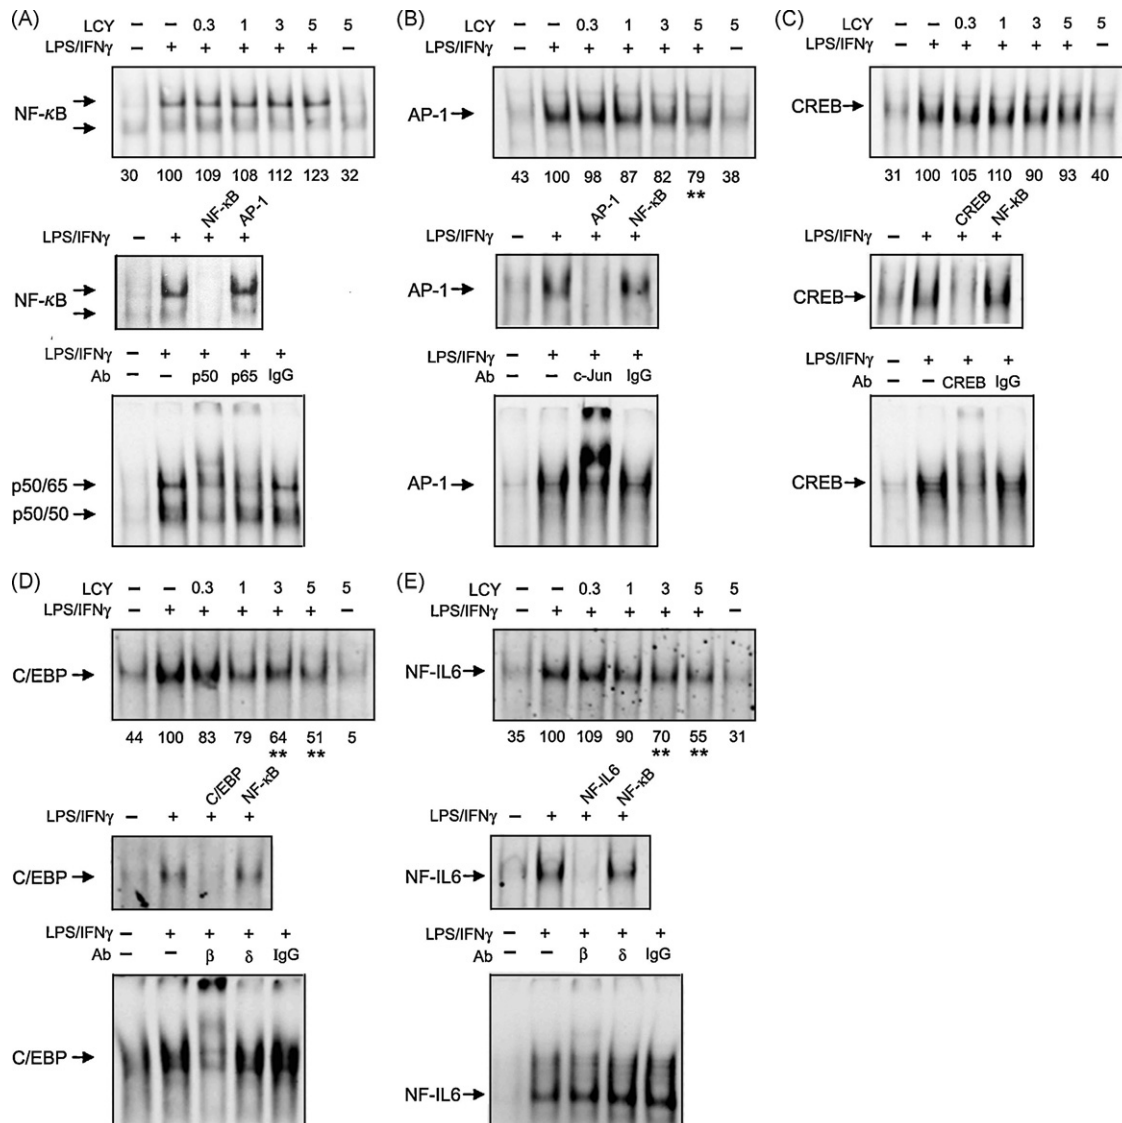 (A) LCY – – 0.3 1 3 5 5
LPS/IFNγ – + + + + + –
NF-κB
30 100 109 108 112 123 32
NF-κB AP-1
LPS/IFNγ – + + +
NF-κB
LPS/IFNγ – + + + +
Ab – – p50 p65 IgG
p50/65
p50/50
(B) LCY – – 0.3 1 3 5 5
LPS/IFNγ – + + + + + –
AP-1
43 100 98 87 82 79 38
**
AP-1 NF-κB
LPS/IFNγ – + + +
AP-1
LPS/IFNγ – + + +
Ab – – c-Jun IgG
AP-1
(C) LCY – – 0.3 1 3 5 5
LPS/IFNγ – + + + + + –
CREB
31 100 105 110 90 93 40
CREB NF-kB
LPS/IFNγ – + + +
CREB
LPS/IFNγ – + + +
Ab – – CREB IgG
CREB
(D) LCY – – 0.3 1 3 5 5
LPS/IFNγ – + + + + + –
C/EBP
44 100 83 79 64 51 5
** **
C/EBP NF-κB
LPS/IFNγ – + + +
C/EBP
LPS/IFNγ – + + + +
Ab – – β δ IgG
C/EBP
(E) LCY – – 0.3 1 3 5 5
LPS/IFNγ – + + + + + –
NF-IL6
35 100 109 90 70 55 31
** **
NF-IL6 NF-κB
LPS/IFNγ – + + +
NF-IL6
LPS/IFNγ – + + + +
Ab – – β δ IgG
NF-IL6